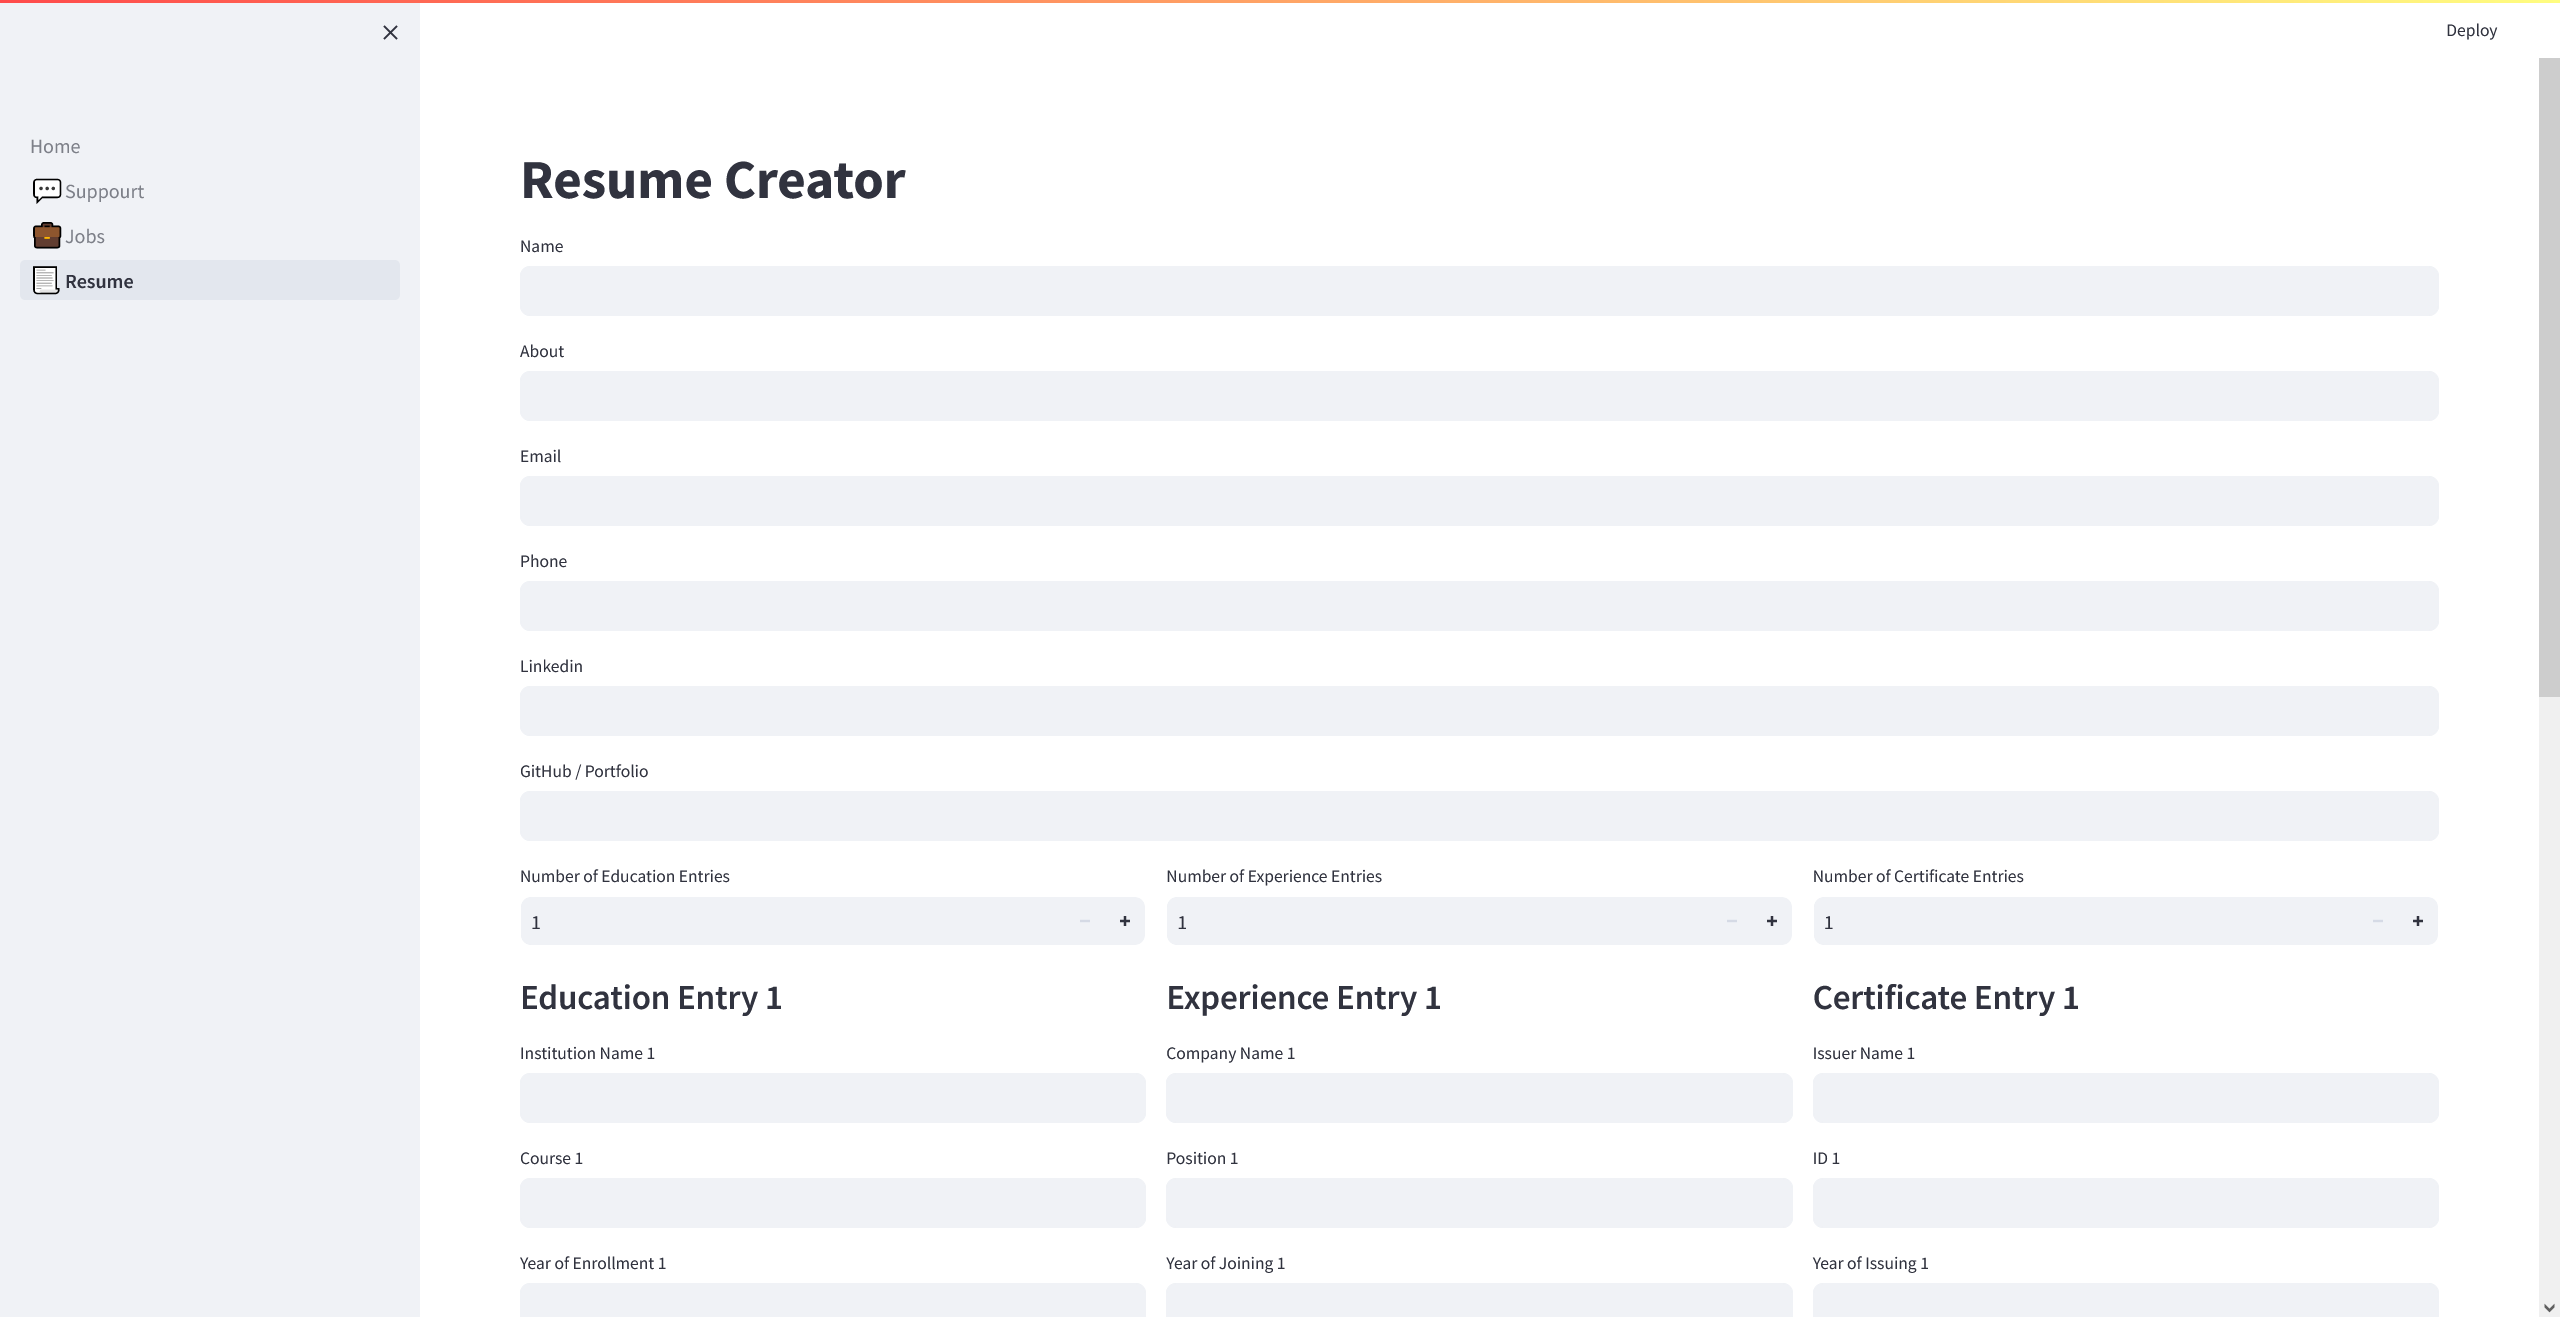 Deploy
Home
Suppourt
Jobs
Resume
Resume Creator
Name
About
Email
Phone
Linkedin
GitHub / Portfolio
Number of Education Entries
1
Number of Experience Entries
1
Number of Certificate Entries
1
Education Entry 1
Experience Entry 1
Certificate Entry 1
Institution Name 1
Company Name 1
Issuer Name 1
Course 1
Position 1
ID 1
Year of Enrollment 1
Year of Joining 1
Year of Issuing 1